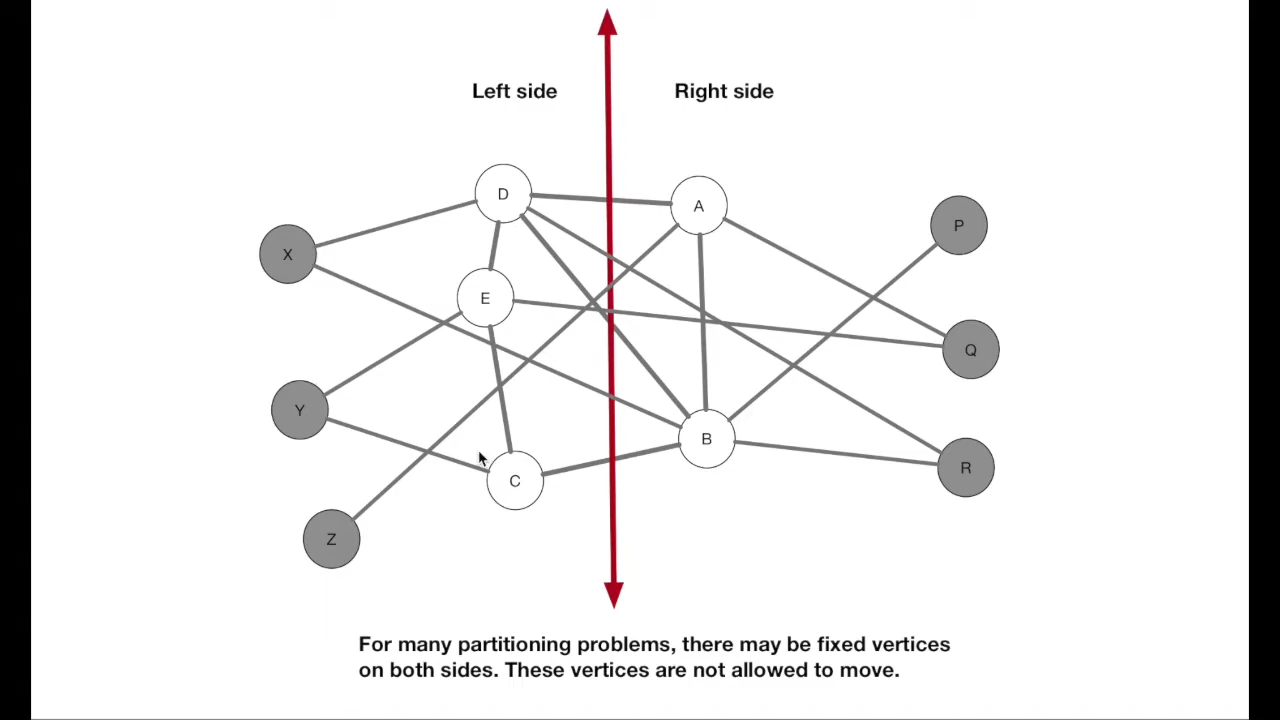 Left side
Right side
D
A
P
X
E
Q
Y
B
R
C
Z
For many partitioning problems, there may be fixed vertices
on both sides. These vertices are not allowed to move.